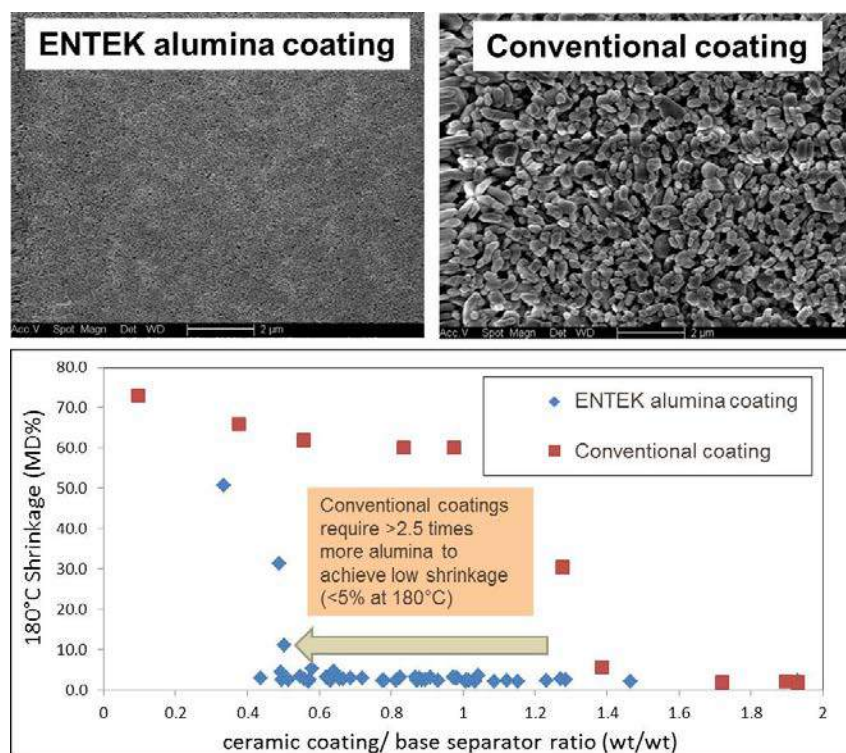 ENTEK alumina coating
Conventional coating
Acc.V Spot Magn Det WD 2 µm
Acc.V Spot Magn Det WD 2 µm
80.0
70.0
60.0
50.0
40.0
30.0
20.0
10.0
0.0
180°C Shrinkage (MD%)
ENTEK alumina coating
Conventional coating
Conventional coatings
require >2.5 times
more alumina to
achieve low shrinkage
(<5% at 180°C)
0 0.2 0.4 0.6 0.8 1 1.2 1.4 1.6 1.8 2
ceramic coating/ base separator ratio (wt/wt)